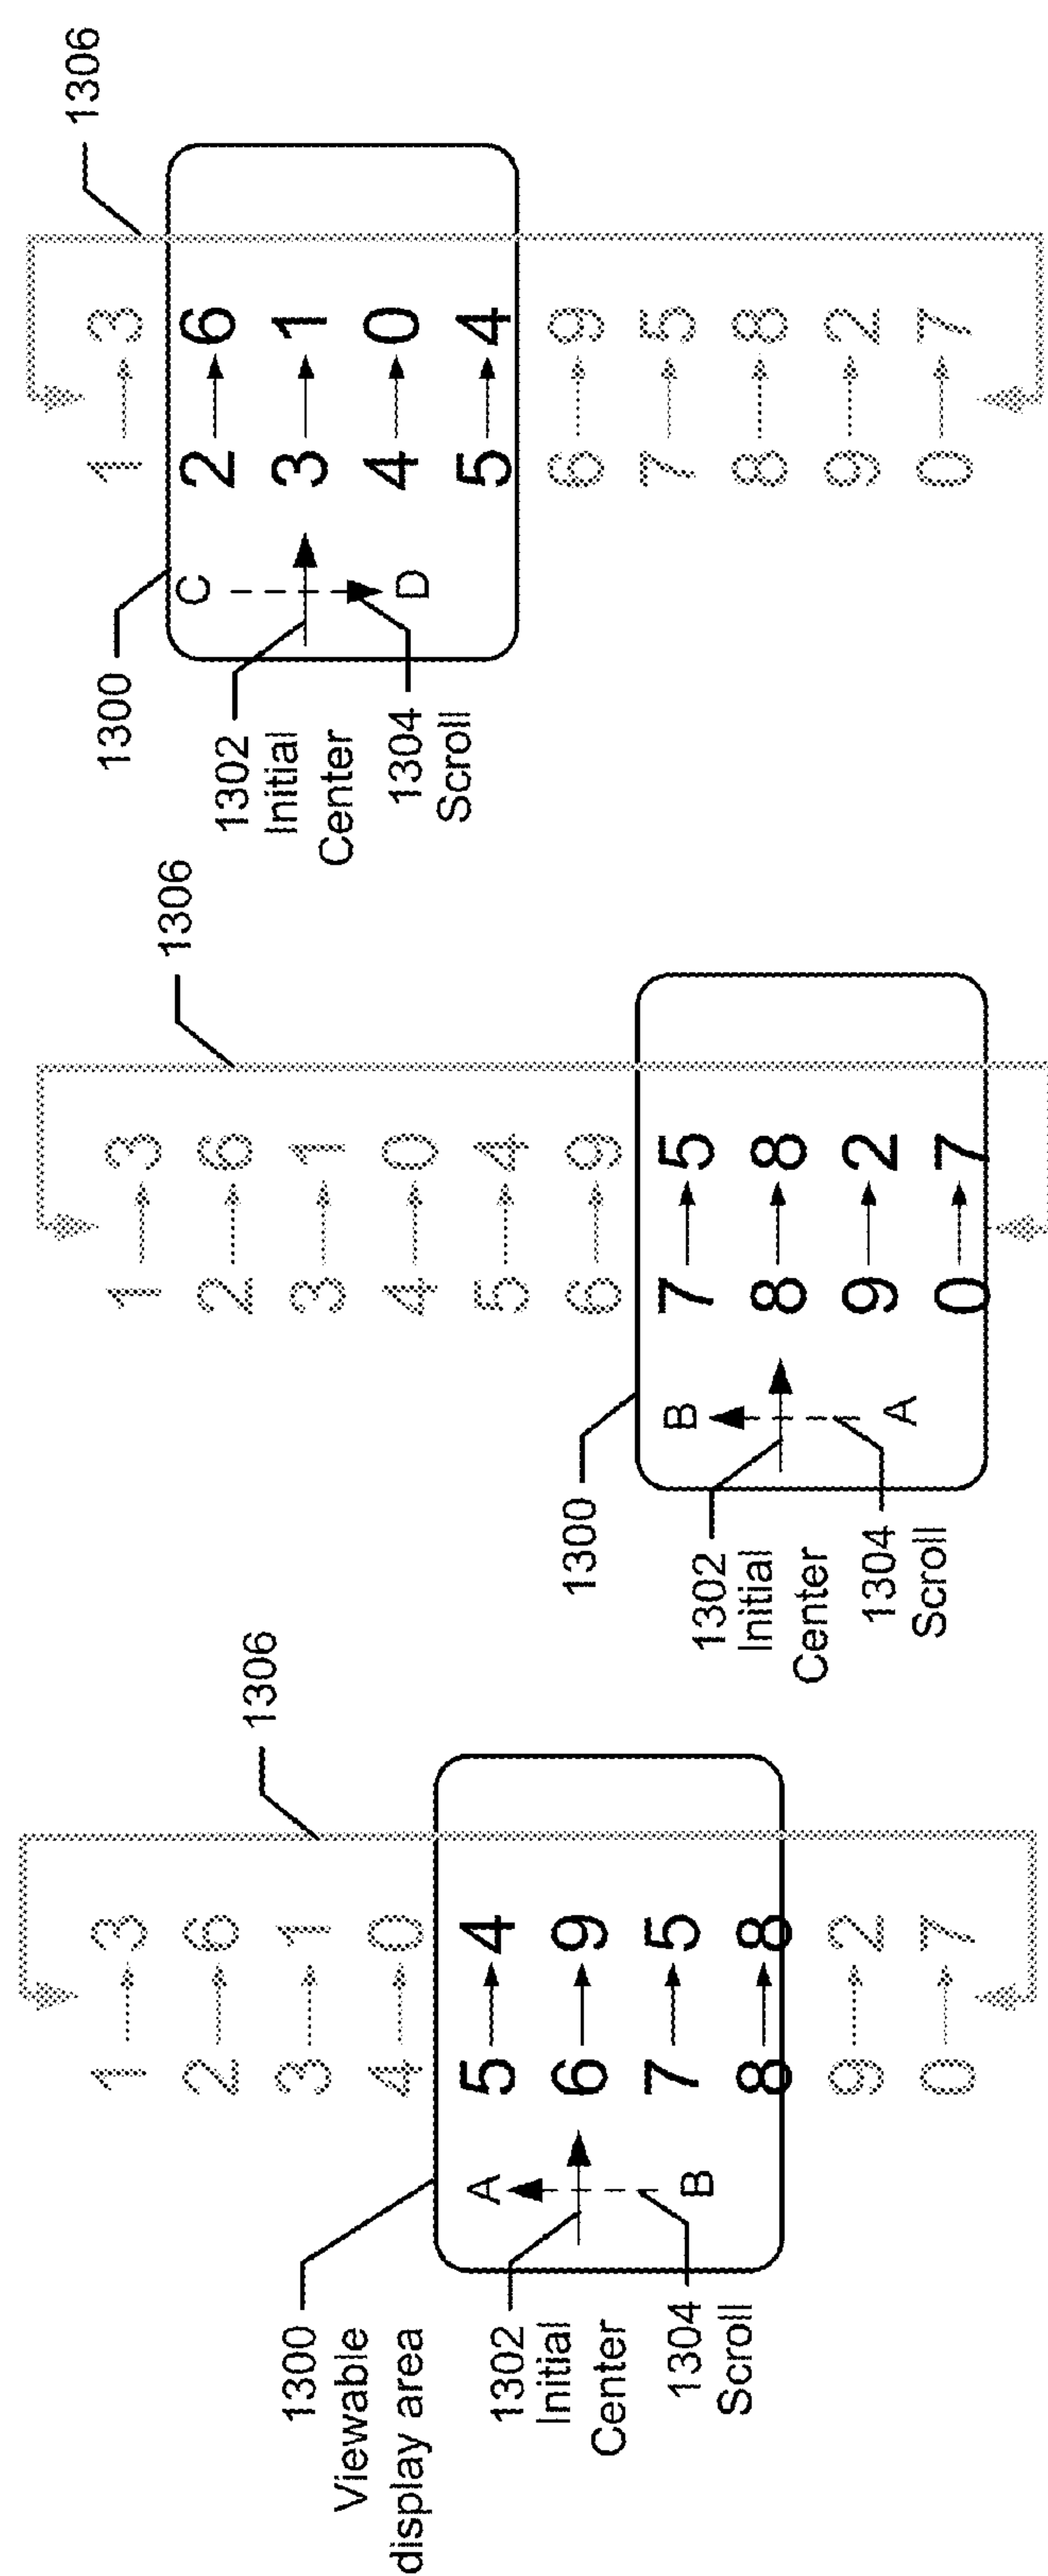 1306
1→3
2→6
3→1
4→0
1300
Viewable
display area
A
5→4
1302
Initial
Center
6→9
7→5
1304
Scroll
B
8→8
9→2
0→7
1306
1→3
2→6
3→1
4→0
5→4
6→9
1300
B
7→5
1302
Initial
Center
8→8
1304
Scroll
A
9→2
0→7
1306
1→3
1300
C
2→6
1302
Initial
Center
3→1
1304
Scroll
D
4→0
5→4
6→9
7→5
8→8
9→2
0→7